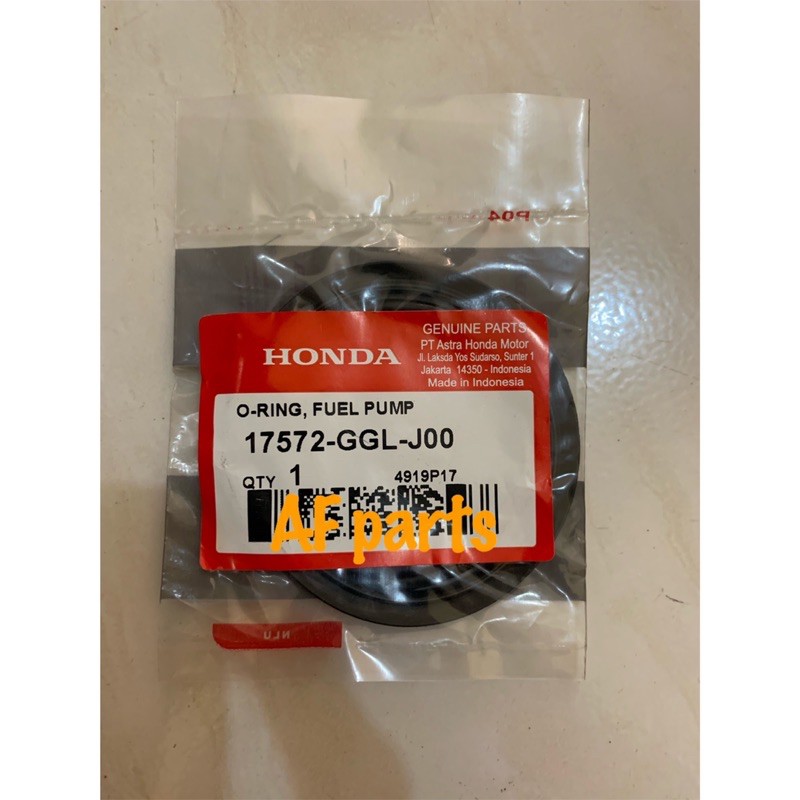 P04
HONDA
GENUINE PARTS
PT Astra Honda Motor
Jl. Laksda Yos Sudarso, Sunter 1
Jakarta 14350 - Indonesia
Made in Indonesia
O-RING, FUEL PUMP
17572-GGL-J00
QTY 1
4919P17
AF parts
NLU